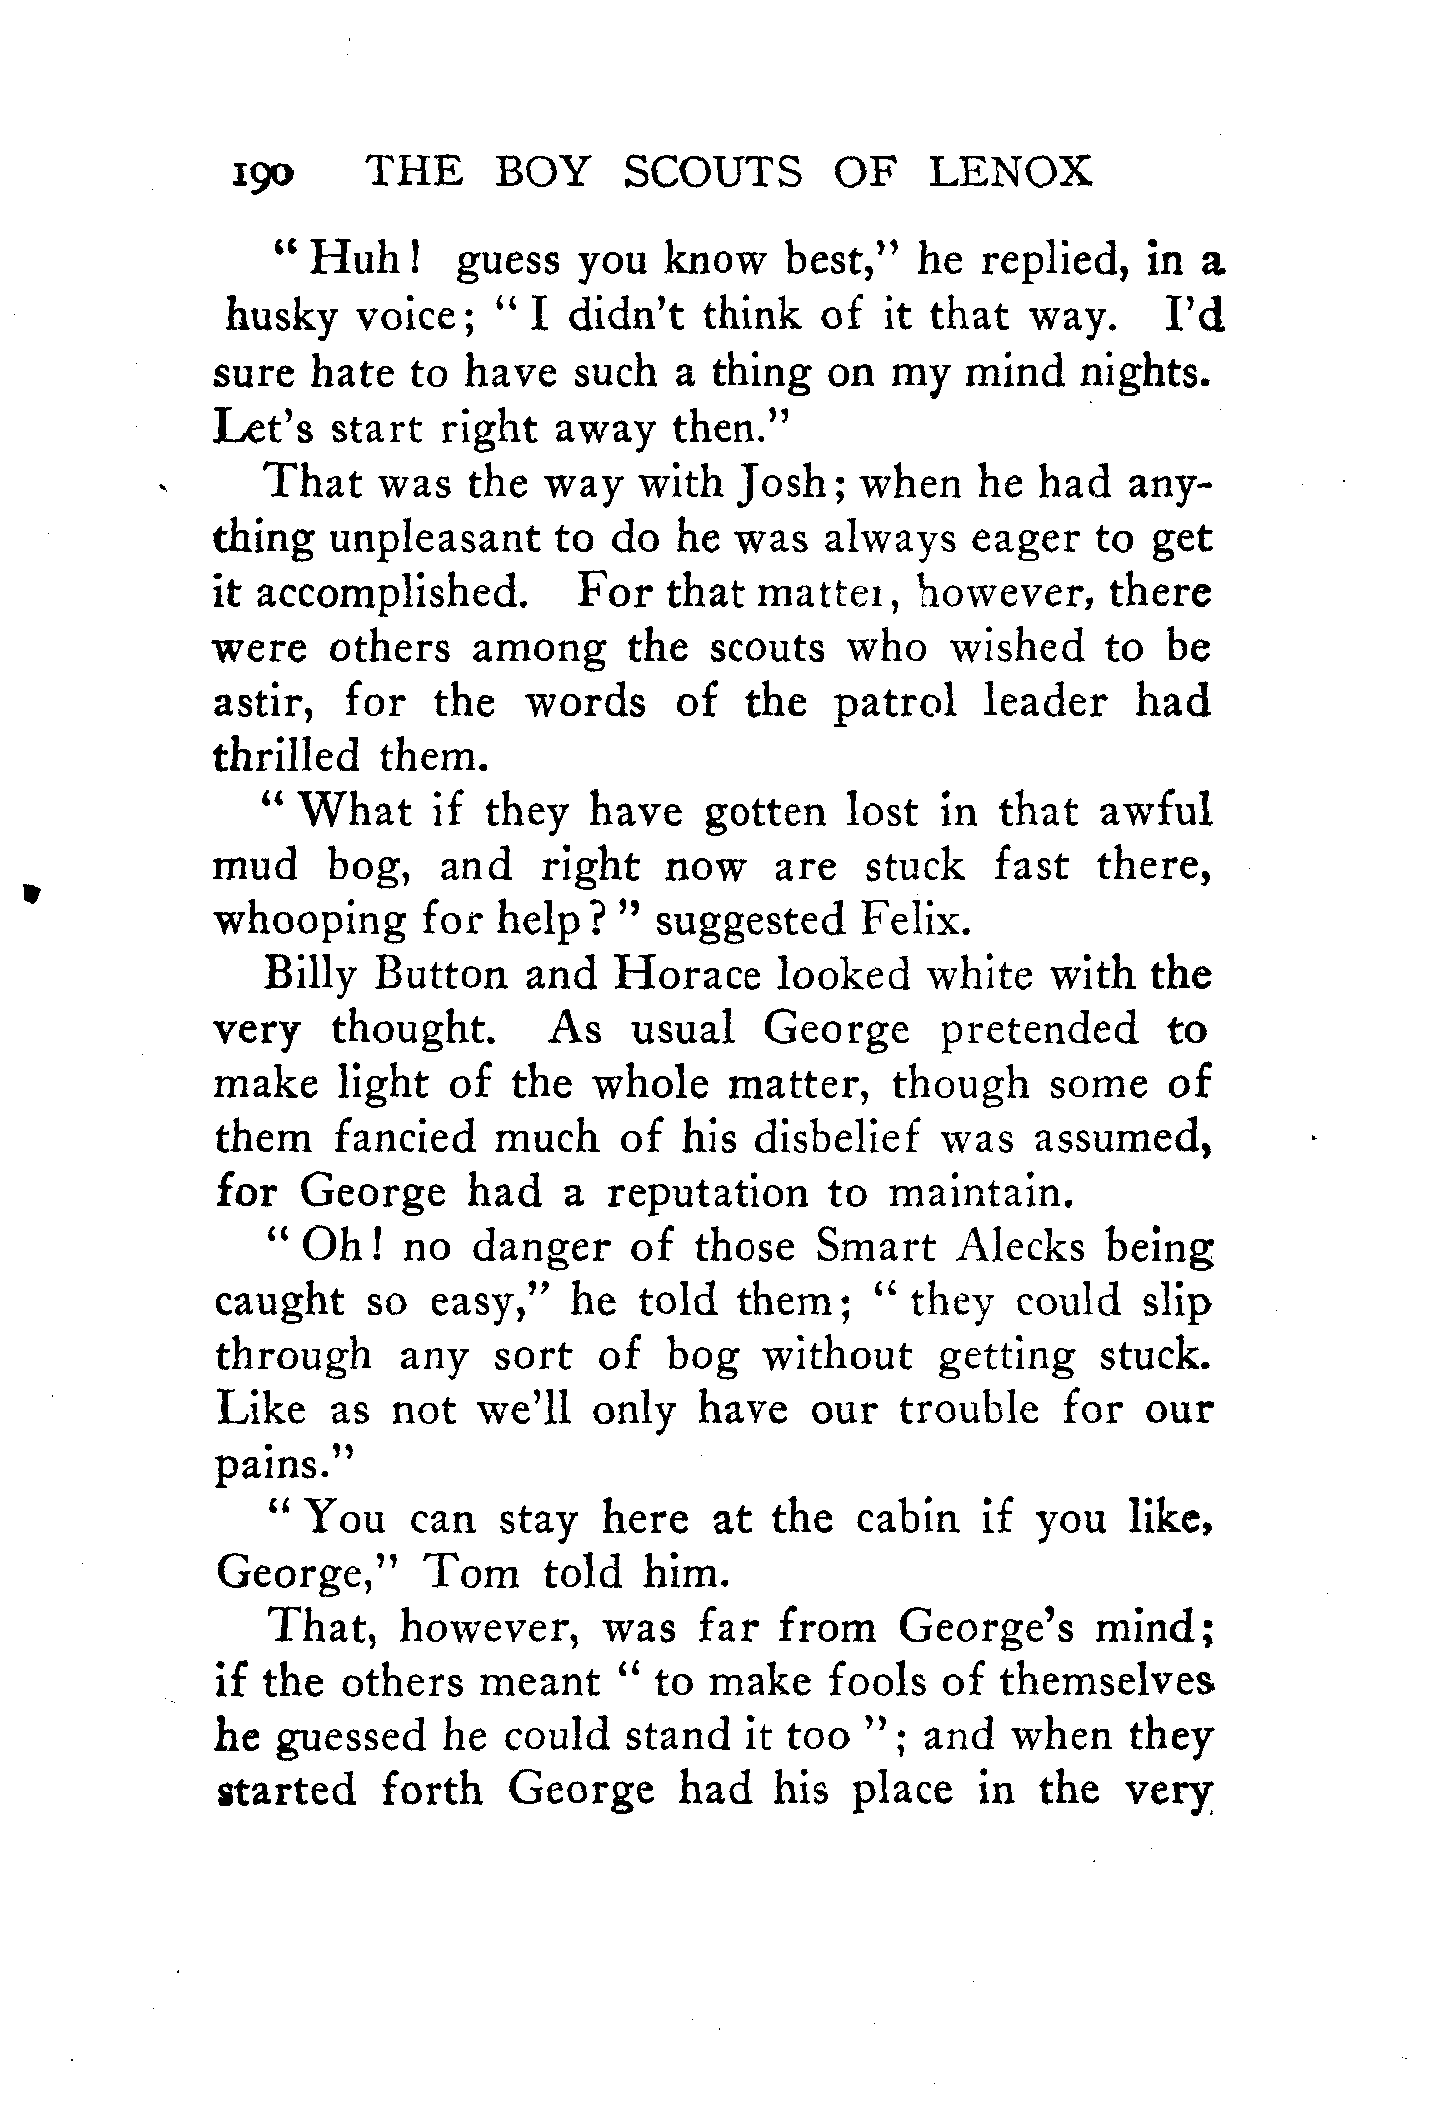 190 THE BOY SCOUTS OF LENOX
“ Huh! guess you know best,” he replied, in a
husky voice; “ I didn’t think of it that way. I’d
sure hate to have such a thing on my mind nights.
Let’s start right away then.”
That was the way with Josh; when he had any-
thing unpleasant to do he was always eager to get
it accomplished. For that matter, however, there
were others among the scouts who wished to be
astir, for the words of the patrol leader had
thrilled them.
“ What if they have gotten lost in that awful
mud bog, and right now are stuck fast there,
whooping for help? ” suggested Felix.
Billy Button and Horace looked white with the
very thought. As usual George pretended to
make light of the whole matter, though some of
them fancied much of his disbelief was assumed,
for George had a reputation to maintain.
“ Oh! no danger of those Smart Alecks being
caught so easy,” he told them; “ they could slip
through any sort of bog without getting stuck.
Like as not we’ll only have our trouble for our
pains.”
“ You can stay here at the cabin if you like,
George,” Tom told him.
That, however, was far from George’s mind;
if the others meant “ to make fools of themselves
he guessed he could stand it too ”; and when they
started forth George had his place in the very